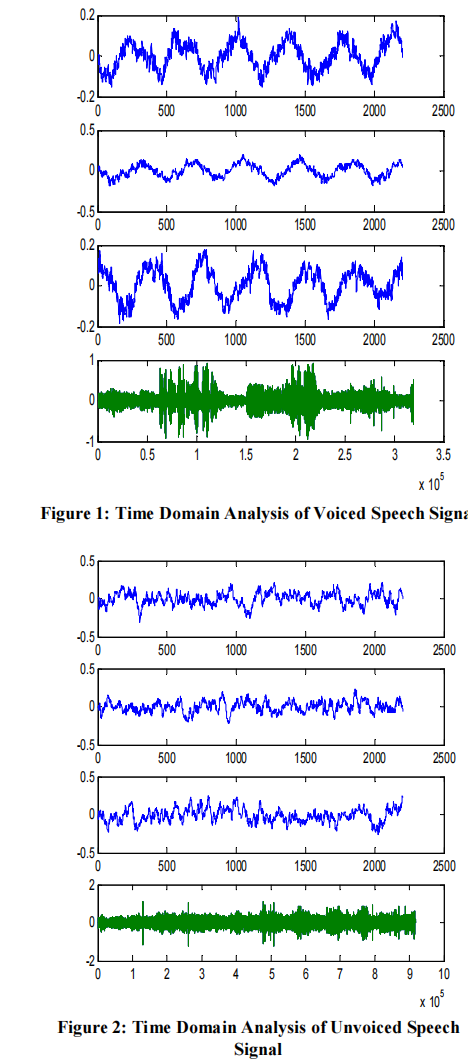 0.2
0
-0.2
0 500 1000 1500 2000 2500
0.5
0
-0.5
0 500 1000 1500 2000 2500
0.2
0
-0.2
0 500 1000 1500 2000 2500
1
0
-1
0 0.5 1 1.5 2 2.5 3 3.5
x 10^5
Figure 1: Time Domain Analysis of Voiced Speech Signa
0.5
0
-0.5
0 500 1000 1500 2000 2500
0.5
0
-0.5
0 500 1000 1500 2000 2500
0.5
0
-0.5
0 500 1000 1500 2000 2500
2
0
-2
0 1 2 3 4 5 6 7 8 9 10
x 10^5
Figure 2: Time Domain Analysis of Unvoiced Speech
Signal